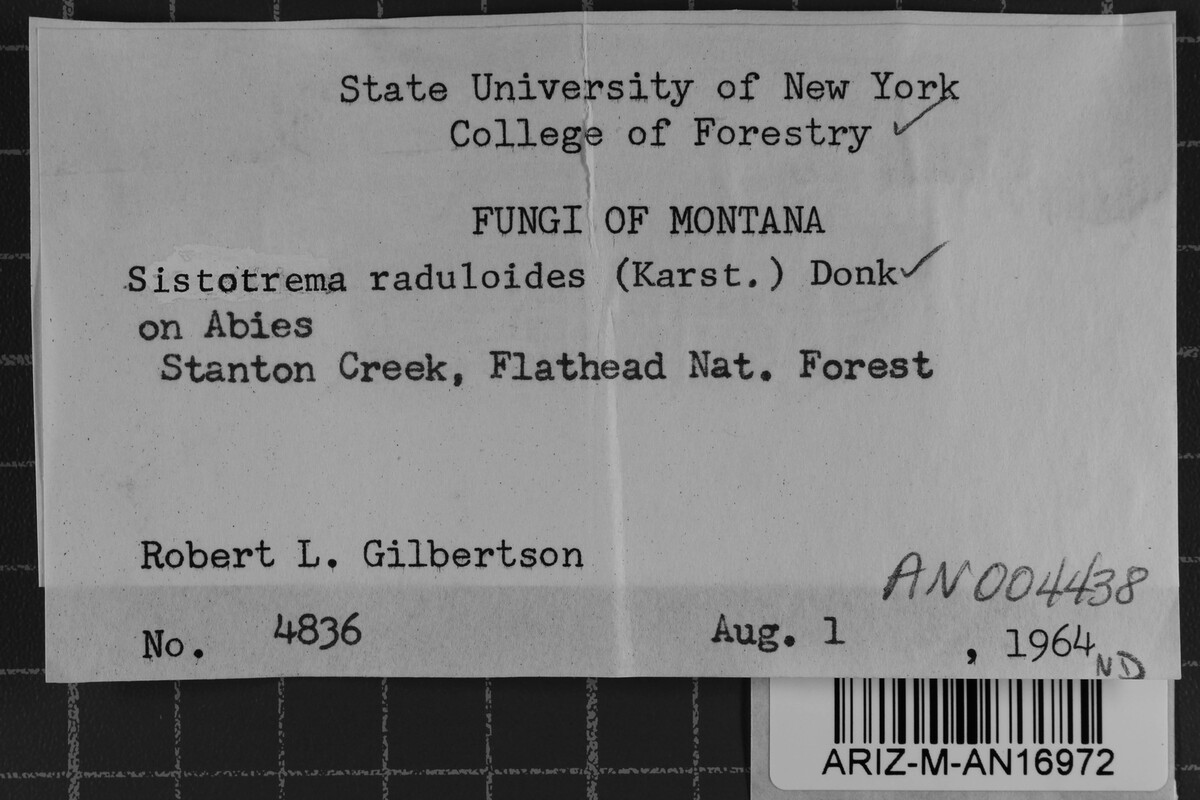 State University of New York
College of Forestry ✓
FUNGI OF MONTANA
Sistotrema raduloides (Karst.) Donk ✓
on Abies
Stanton Creek, Flathead Nat. Forest
Robert L. Gilbertson
AN004438
No. 4836 Aug. 1 , 1964
ND
ARIZ-M-AN16972